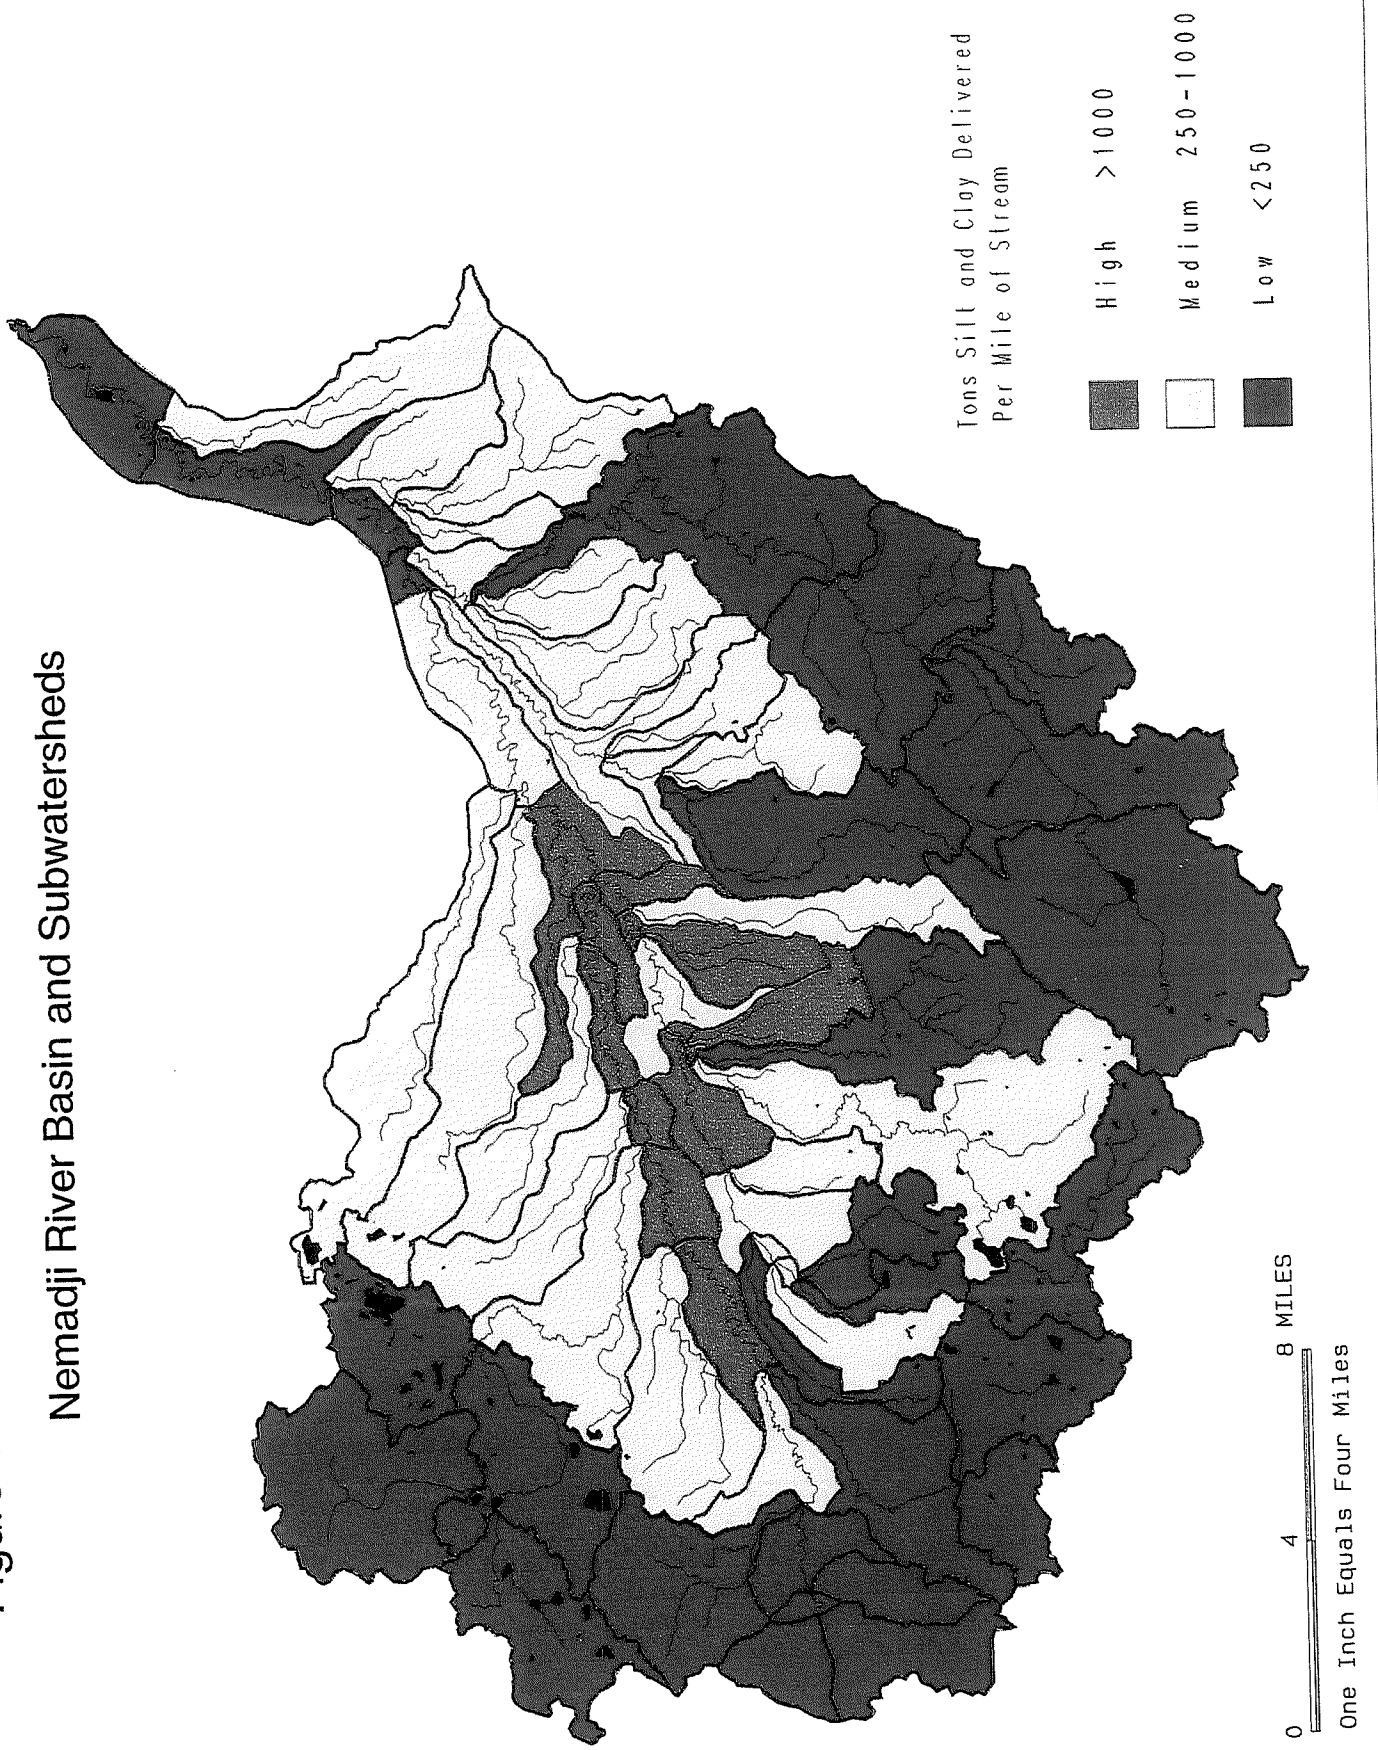 Nemadji River Basin and Subwatersheds
Tons Silt and Clay Delivered
Per Mile of Stream
High >1000
Medium 250-1000
Low <250
0 4 8 MILES
One Inch Equals Four Miles